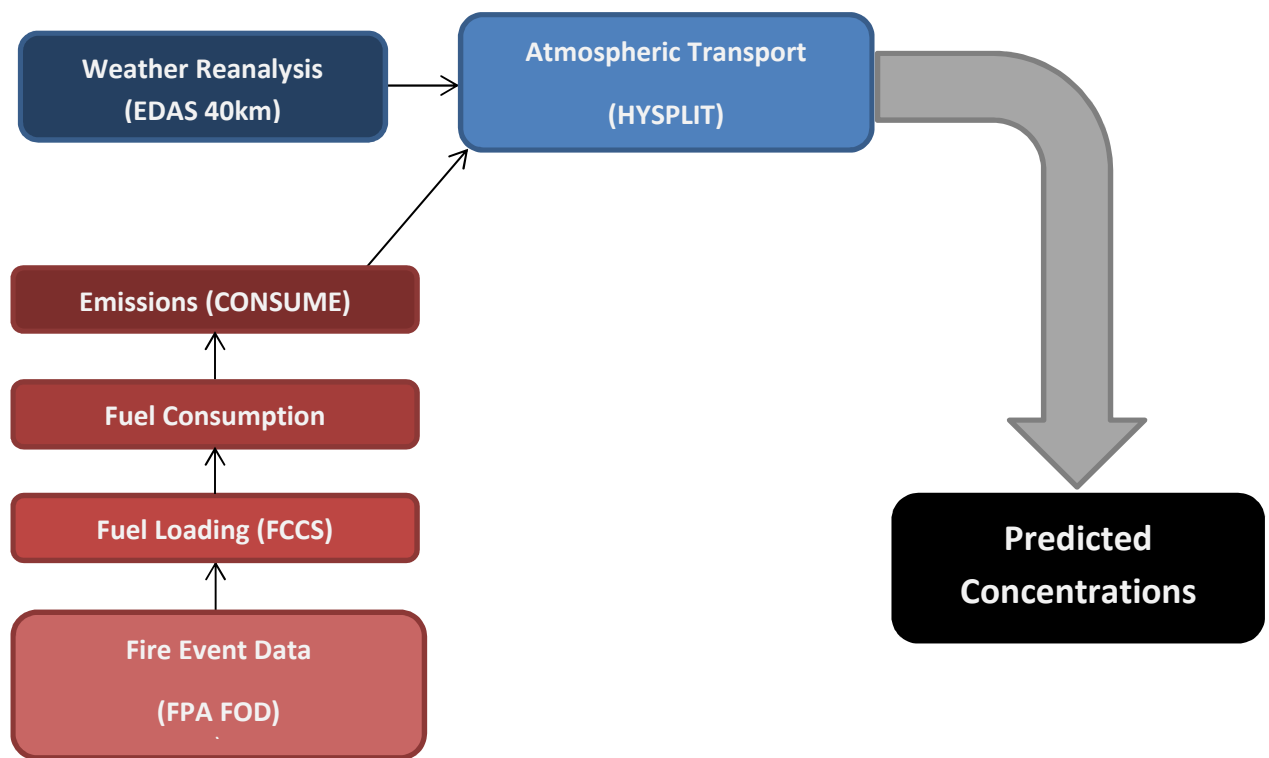 Weather Reanalysis
(EDAS 40km)
Atmospheric Transport
(HYSPLIT)
Emissions (CONSUME)
Fuel Consumption
Fuel Loading (FCCS)
Fire Event Data
(FPA FOD)
Predicted
Concentrations